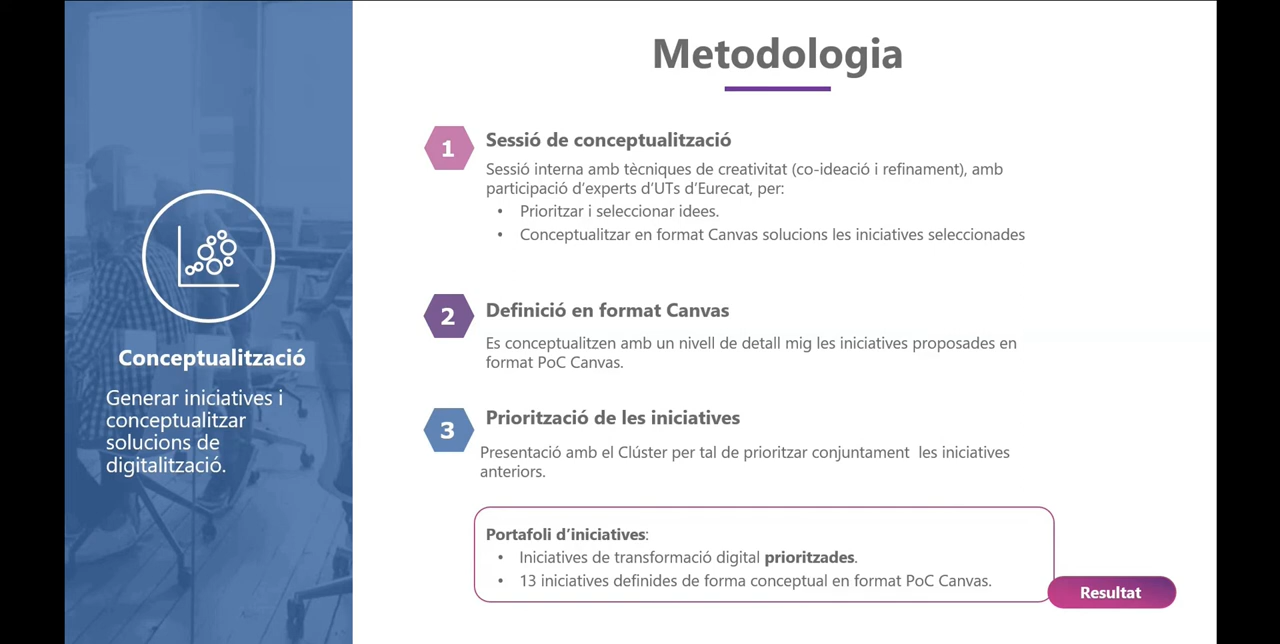 Metodologia
1
Sessió de conceptualització
Sessió interna amb tècniques de creativitat (co-ideació i refinament), amb
participació d’experts d’UTs d’Eurecat, per:
• Prioritzar i seleccionar idees.
• Conceptualitzar en format Canvas solucions les iniciatives seleccionades
2
Definició en format Canvas
Es conceptualitzen amb un nivell de detall mig les iniciatives proposades en
format PoC Canvas.
3
Priorització de les iniciatives
Presentació amb el Clúster per tal de prioritzar conjuntament les iniciatives
anteriors.
Portafoli d’iniciatives:
• Iniciatives de transformació digital prioritzades.
• 13 iniciatives definides de forma conceptual en format PoC Canvas.
Resultat
Conceptualització
Generar iniciatives i
conceptualitzar
solucions de
digitalització.